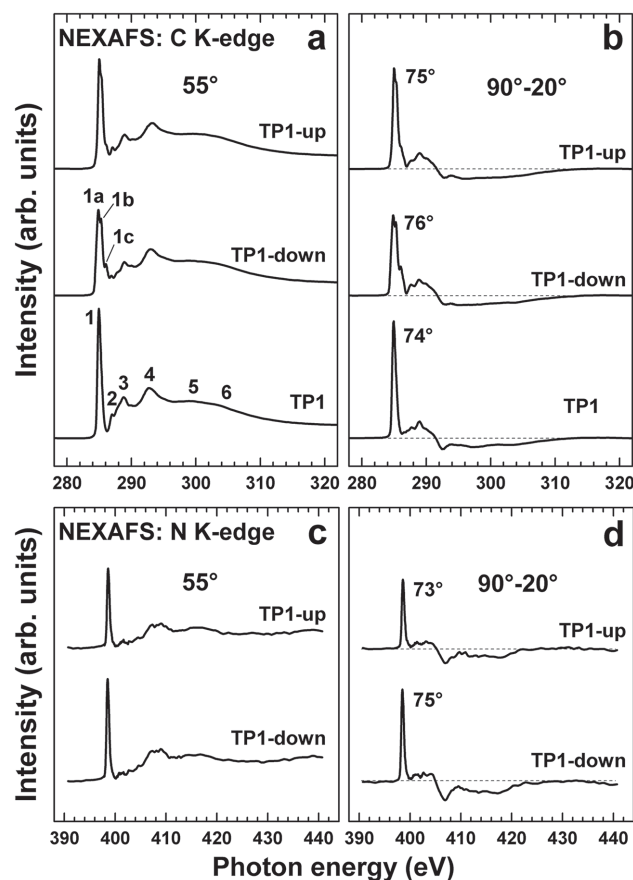 NEXAFS: C K-edge
a
55°
TP1-up
1a
1b
1c
TP1-down
1
2
3
4
5
6
TP1
280 290 300 310 320
b
75°
90°-20°
TP1-up
76°
TP1-down
74°
TP1
280 290 300 310 320
Intensity (arb. units)
NEXAFS: N K-edge
c
55°
TP1-up
TP1-down
390 400 410 420 430 440
d
73°
90°-20°
TP1-up
75°
TP1-down
390 400 410 420 430 440
Intensity (arb. units)
Photon energy (eV)